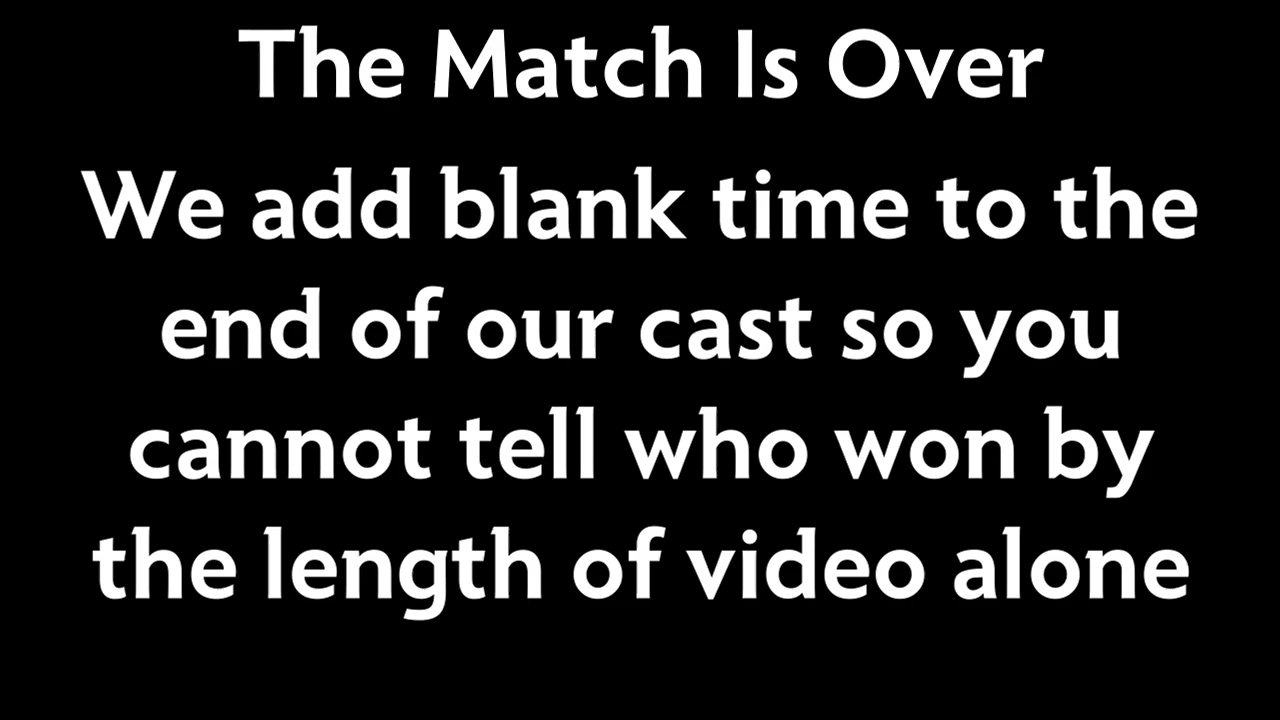 The Match Is Over
We add blank time to the
end of our cast so you
cannot tell who won by
the length of video alone